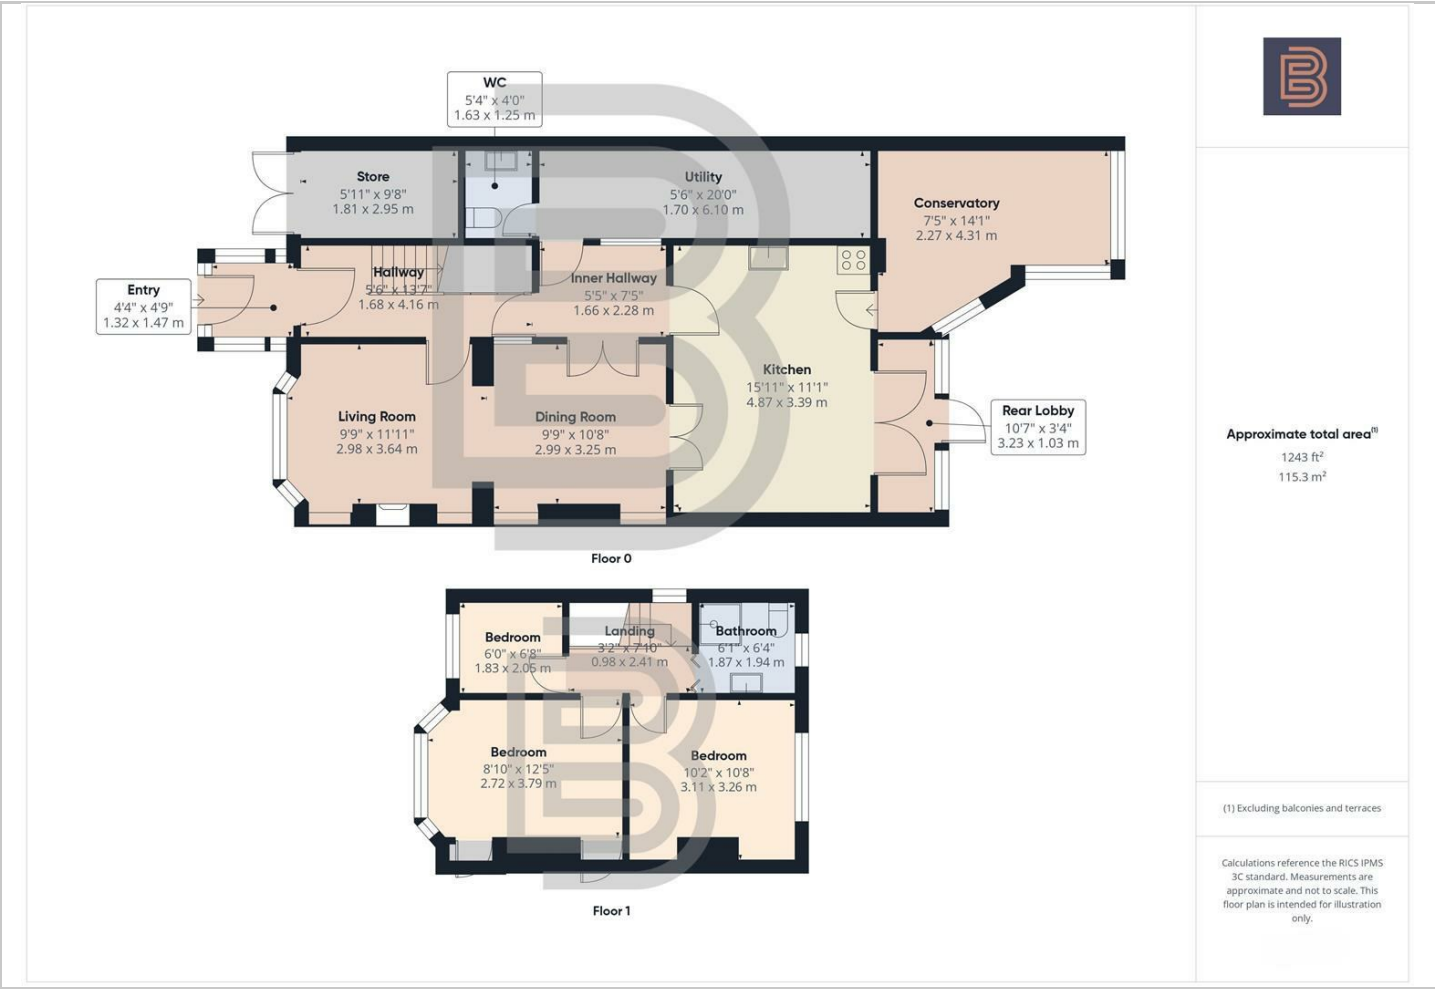 WC
5'4" x 4'0"
1.63 x 1.25 m
Store
5'11" x 9'8"
1.81 x 2.95 m
Utility
5'6" x 20'0"
1.70 x 6.10 m
Conservatory
7'5" x 14'1"
2.27 x 4.31 m
Entry
4'4" x 4'9"
1.32 x 1.47 m
Hallway
5'6" x 13'7"
1.68 x 4.16 m
Inner Hallway
5'5" x 7'5"
1.66 x 2.28 m
Kitchen
15'11" x 11'1"
4.87 x 3.39 m
Living Room
9'9" x 11'11"
2.98 x 3.64 m
Dining Room
9'9" x 10'8"
2.99 x 3.25 m
Rear Lobby
10'7" x 3'4"
3.23 x 1.03 m
Floor 0
Bedroom
6'0" x 6'8"
1.83 x 2.05 m
Landing
3'2" x 7'10"
0.98 x 2.41 m
Bathroom
6'1" x 6'4"
1.87 x 1.94 m
Bedroom
8'10" x 12'5"
2.72 x 3.79 m
Bedroom
10'2" x 10'8"
3.11 x 3.26 m
Floor 1
B
Approximate total area⁽¹⁾
1243 ft²
115.3 m²
(1) Excluding balconies and terraces
Calculations reference the RICS IPMS
3C standard. Measurements are
approximate and not to scale. This
floor plan is intended for illustration
only.